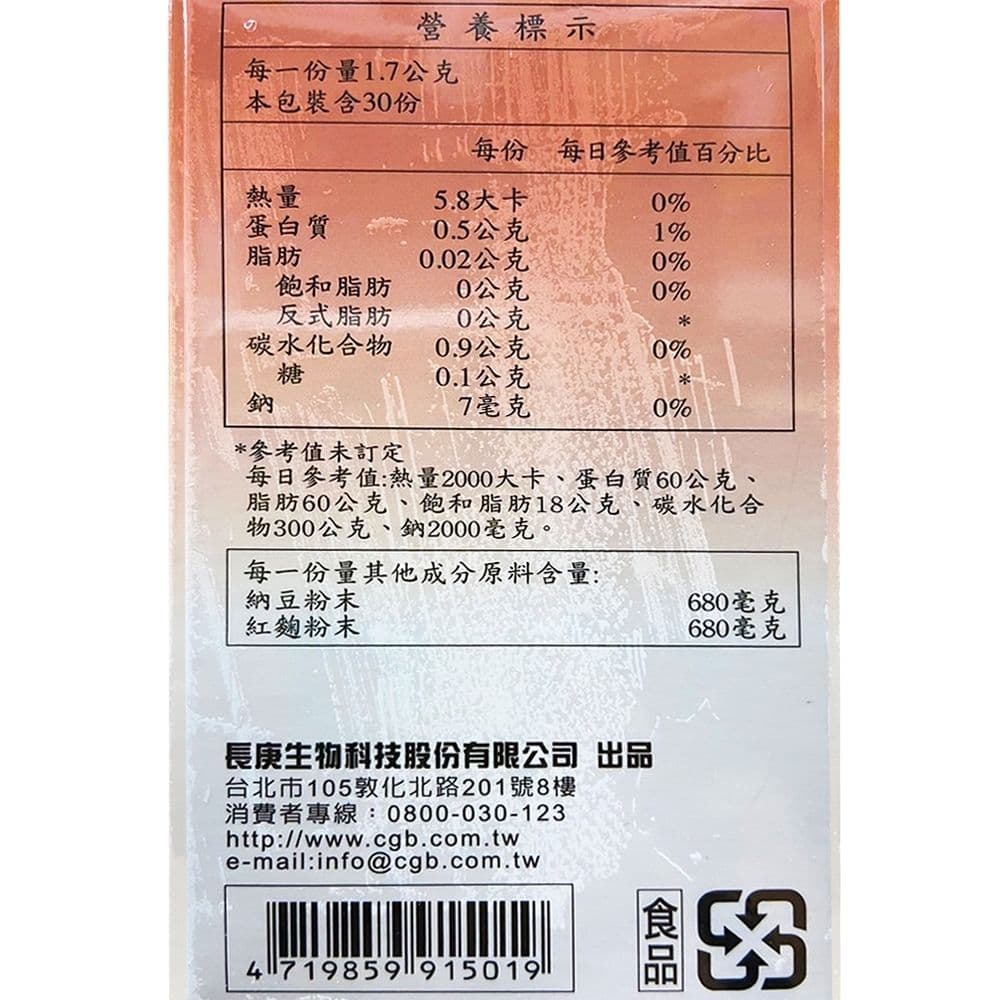 營養標示
每一份量1.7公克
本包裝含30份
每份 每日參考值百分比
熱量 5.8大卡 0%
蛋白質 0.5公克 1%
脂肪 0.02公克 0%
飽和脂肪 0公克 0%
反式脂肪 0公克 *
碳水化合物 0.9公克 0%
糖 0.1公克 *
鈉 7毫克 0%
*參考值未訂定
每日參考值:熱量2000大卡、蛋白質60公克、
脂肪60公克、飽和脂肪18公克、碳水化合
物300公克、鈉2000毫克。
每一份量其他成分原料含量:
納豆粉末 680毫克
紅麴粉末 680毫克
長庚生物科技股份有限公司 出品
台北市105敦化北路201號8樓
消費者專線：0800-030-123
http://www.cgb.com.tw
e-mail:info@cgb.com.tw
4 719859 915019
食品